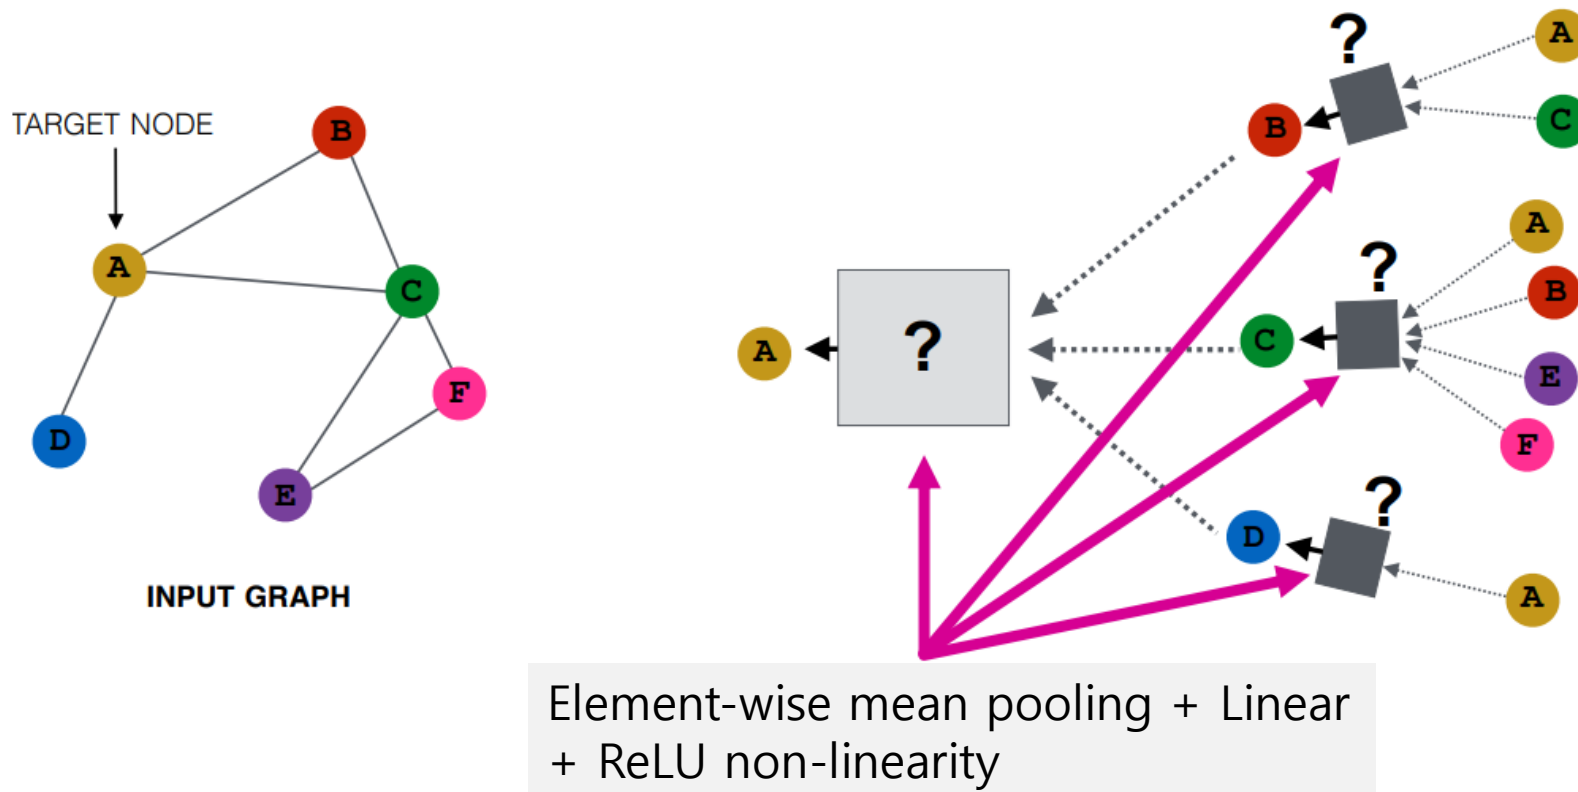 TARGET NODE
B
A
C
F
D
E
INPUT GRAPH
?
A
B
C
?
A
B
A
?
C
E
F
?
D
A
?
A
Element-wise mean pooling + Linear
+ ReLU non-linearity